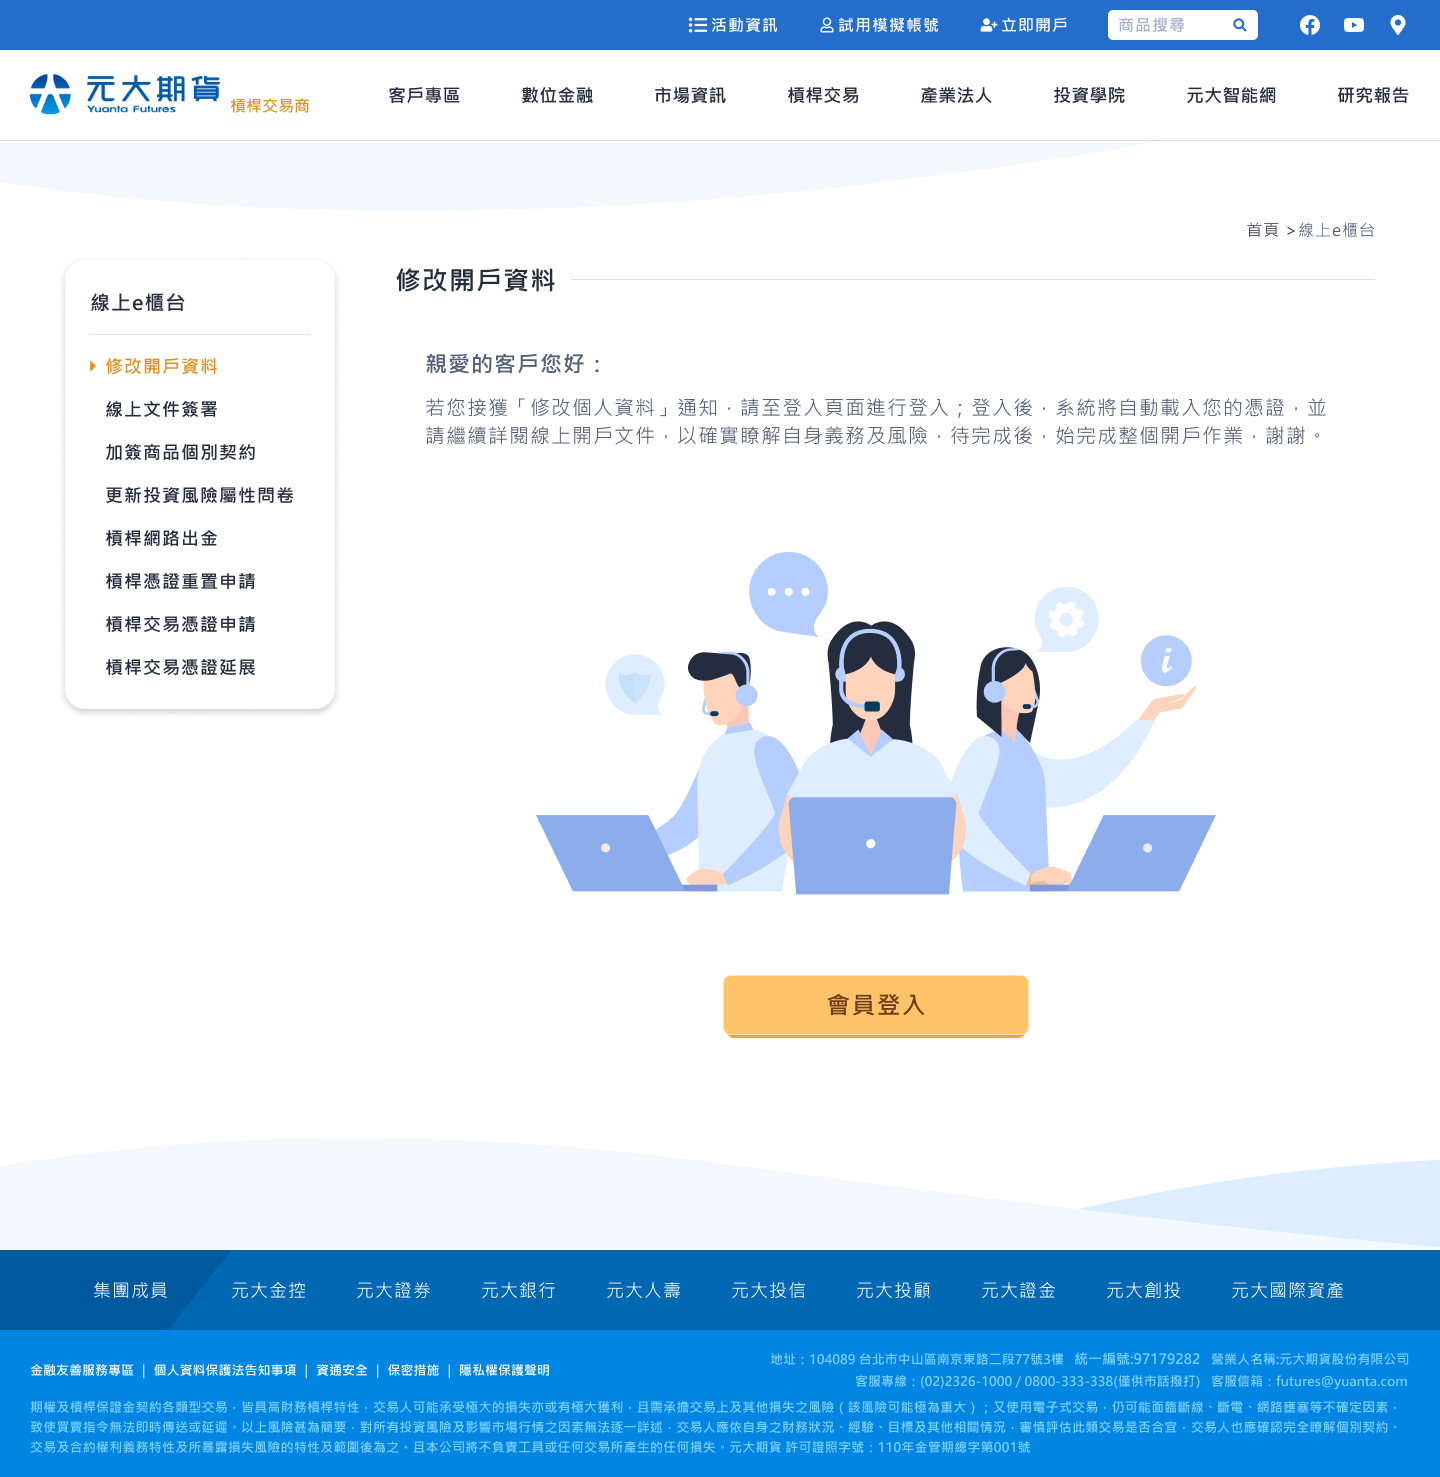 活動資訊 試用模擬帳號 立即開戶 商品搜尋
元大期貨 Yuanta Futures 槓桿交易商
客戶專區 數位金融 市場資訊 槓桿交易 產業法人 投資學院 元大智能網 研究報告
首頁 >線上e櫃台
線上e櫃台
修改開戶資料
線上文件簽署
加簽商品個別契約
更新投資風險屬性問卷
槓桿網路出金
槓桿憑證重置申請
槓桿交易憑證申請
槓桿交易憑證延展
修改開戶資料
親愛的客戶您好：
若您接獲「修改個人資料」通知，請至登入頁面進行登入；登入後，系統將自動載入您的憑證，並
請繼續詳閱線上開戶文件，以確實瞭解自身義務及風險，待完成後，始完成整個開戶作業，謝謝。
i
會員登入
集團成員 元大金控 元大證券 元大銀行 元大人壽 元大投信 元大投顧 元大證金 元大創投 元大國際資產
金融友善服務專區 | 個人資料保護法告知事項 | 資通安全 | 保密措施 | 隱私權保護聲明
地址：104089 台北市中山區南京東路二段77號3樓 統一編號:97179282 營業人名稱:元大期貨股份有限公司
客服專線：(02)2326-1000 / 0800-333-338(僅供市話撥打) 客服信箱：futures@yuanta.com
期權及槓桿保證金契約各類型交易，皆具高財務槓桿特性，交易人可能承受極大的損失亦或有極大獲利，且需承擔交易上及其他損失之風險（該風險可能極為重大）；又使用電子式交易，仍可能面臨斷線、斷電、網路壅塞等不確定因素，
致使買賣指令無法即時傳送或延遲。以上風險甚為簡要，對所有投資風險及影響市場行情之因素無法逐一詳述，交易人應依自身之財務狀況、經驗、目標及其他相關情況，審慎評估此類交易是否合宜，交易人也應確認完全瞭解個別契約、
交易及合約權利義務特性及所暴露損失風險的特性及範圍後為之。且本公司將不負責工具或任何交易所產生的任何損失。元大期貨 許可證照字號：110年金管期總字第001號